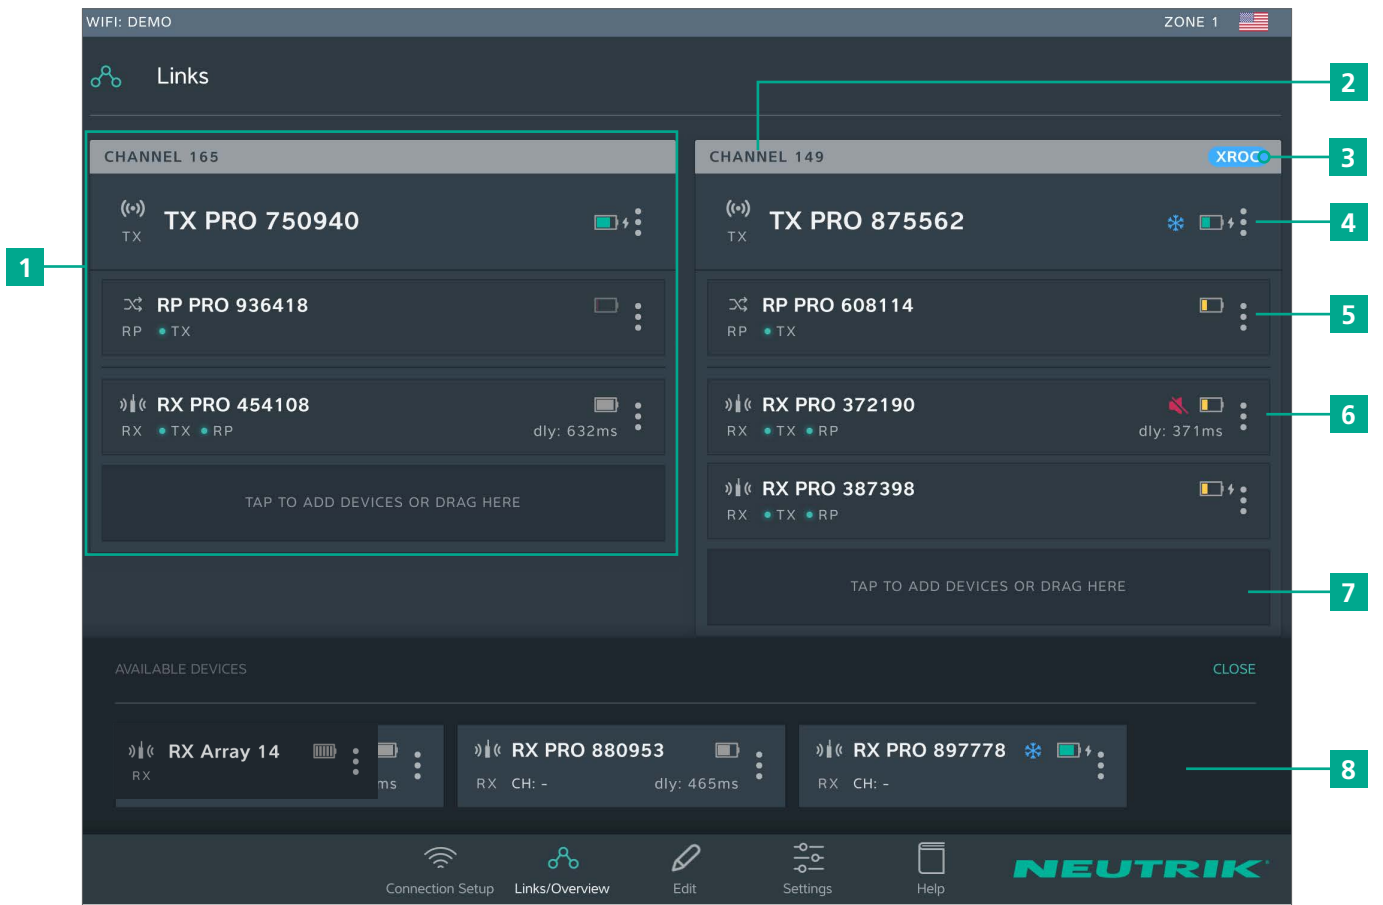 WIFI: DEMO
ZONE 1
Links
2
CHANNEL 165
CHANNEL 149
XROC
3
TX PRO 750940
TX
TX PRO 875562
TX
4
1
RP PRO 936418
RP TX
RP PRO 608114
RP TX
5
RX PRO 454108
RX TX RP
dly: 632ms
RX PRO 372190
RX TX RP
dly: 371ms
6
TAP TO ADD DEVICES OR DRAG HERE
RX PRO 387398
RX TX RP
TAP TO ADD DEVICES OR DRAG HERE
7
AVAILABLE DEVICES
CLOSE
RX Array 14
RX
ms
RX PRO 880953
RX CH: -
dly: 465ms
RX PRO 897778
RX CH: -
8
Connection Setup
Links/Overview
Edit
Settings
Help
NEUTRIK